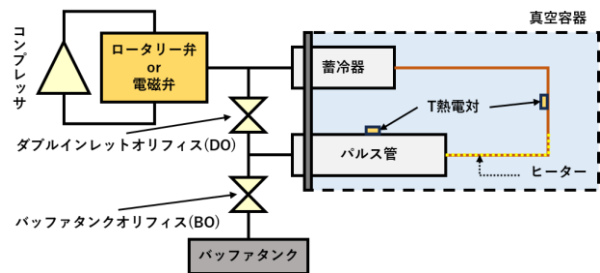 真空容器
コンプレッサ
ロータリー弁
or
電磁弁
蓄冷器
T熱電対
ダブルインレットオリフィス(DO)
パルス管
ヒーター
バッファタンクオリフィス(BO)
バッファタンク